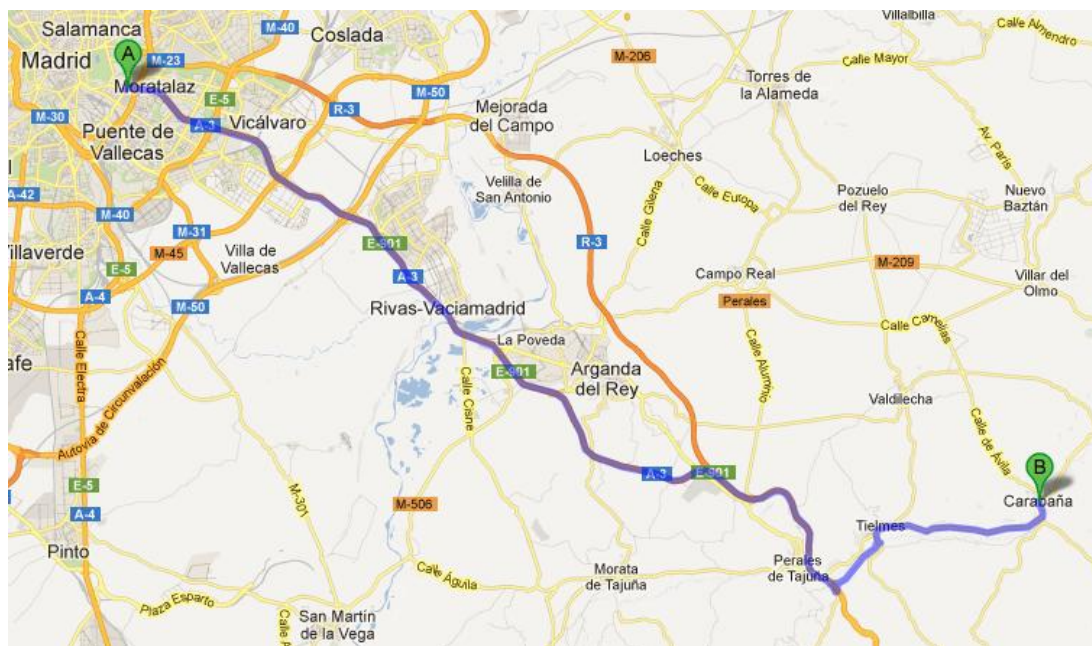 Salamanca
M-40
Coslada
Villalbilla
Calle Almendro
Madrid
A
M-23
M-206
Calle Mayor
Moratalaz
E-5
M-50
Torres de
la Alameda
R-3
Mejorada
del Campo
M-30
A-3
Vicálvaro
Puente de
Vallecas
Av. París
Loeches
A-42
Velilla de
San Antonio
Calle Europa
Pozuelo
del Rey
Nuevo
Baztán
M-40
Calle Gilena
M-31
Villaverde
M-45
E-5
Villa de
Vallecas
E-901
R-3
A-3
Campo Real
M-209
Villar del
Olmo
A-4
M-50
Rivas-Vaciamadrid
Perales
Calle Camelias
La Poveda
Calle Electra
E-901
Arganda
del Rey
Calle Cisne
Calle Aluminio
Valdilecha
Autovía de Circunvalación
Calle de Ávila
B
E-5
M-301
A-3
E-901
Carabaña
A-4
M-506
Tielmes
Pinto
Perales
de Tajuña
Calle Águila
Morata
de Tajuña
Plaza Esparto
San Martín
de la Vega